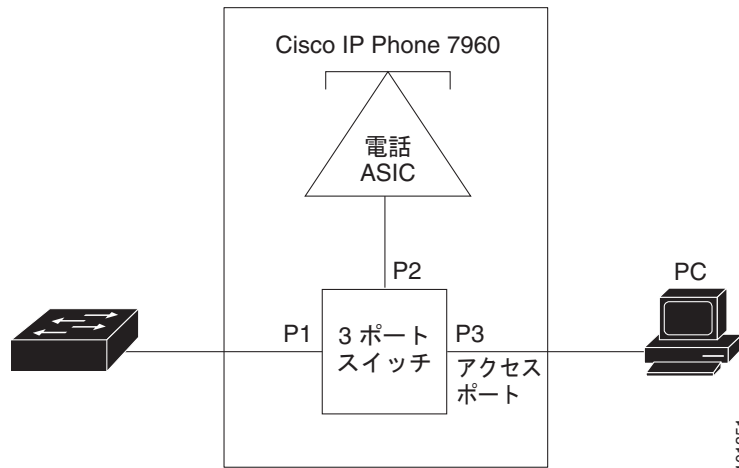 Cisco IP Phone 7960
電話
ASIC
P2
PC
P1
3 ポート
スイッチ
P3
アクセス
ポート